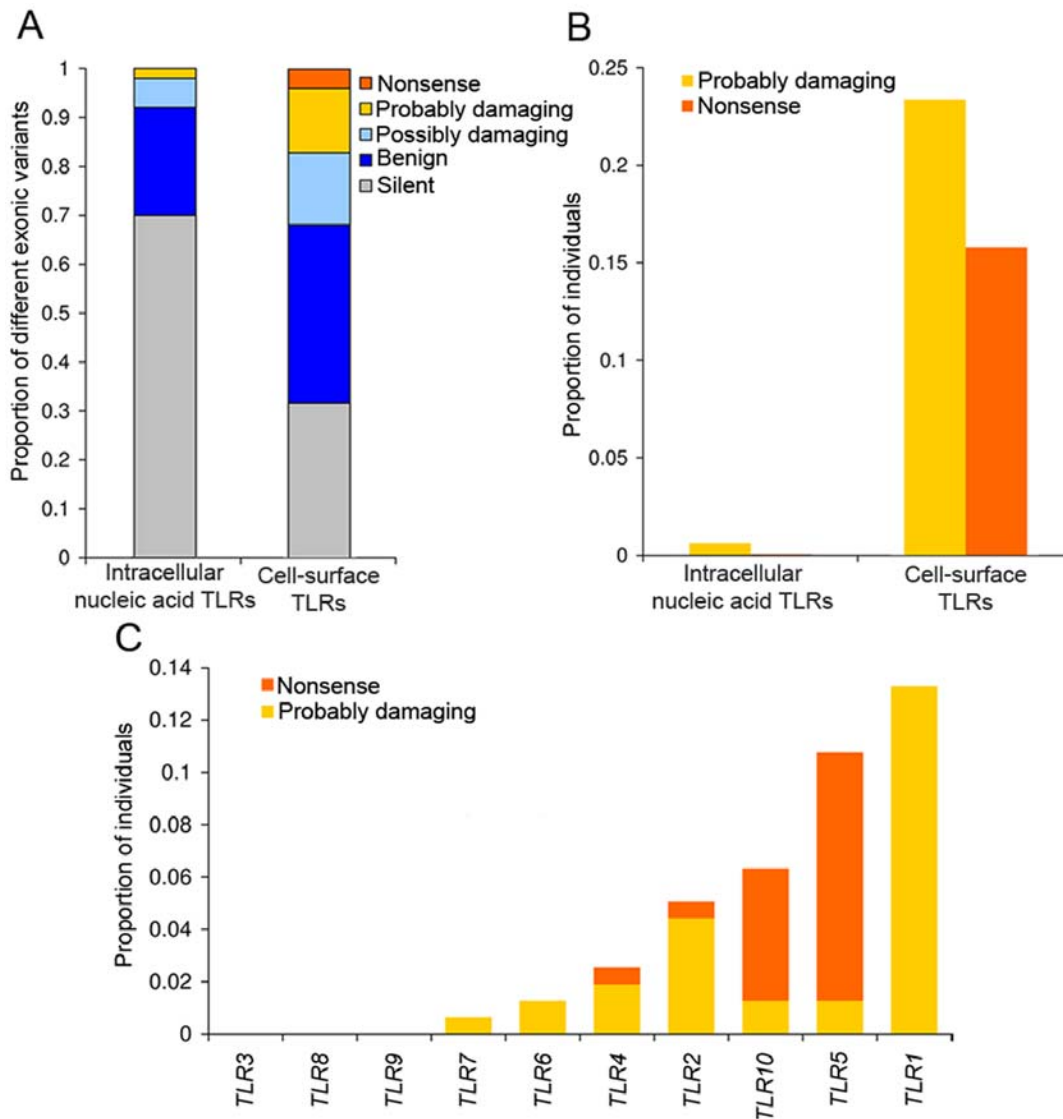 A
Proportion of different exonic variants
1
0.9
0.8
0.7
0.6
0.5
0.4
0.3
0.2
0.1
0
Nonsense
Probably damaging
Possibly damaging
Benign
Silent
Intracellular
nucleic acid TLRs
Cell-surface
TLRs
B
Proportion of individuals
0.25
0.2
0.15
0.1
0.05
0
Probably damaging
Nonsense
Intracellular
nucleic acid TLRs
Cell-surface
TLRs
C
Proportion of individuals
0.14
0.12
0.1
0.08
0.06
0.04
0.02
0
Nonsense
Probably damaging
TLR3
TLR8
TLR9
TLR7
TLR6
TLR4
TLR2
TLR10
TLR5
TLR1